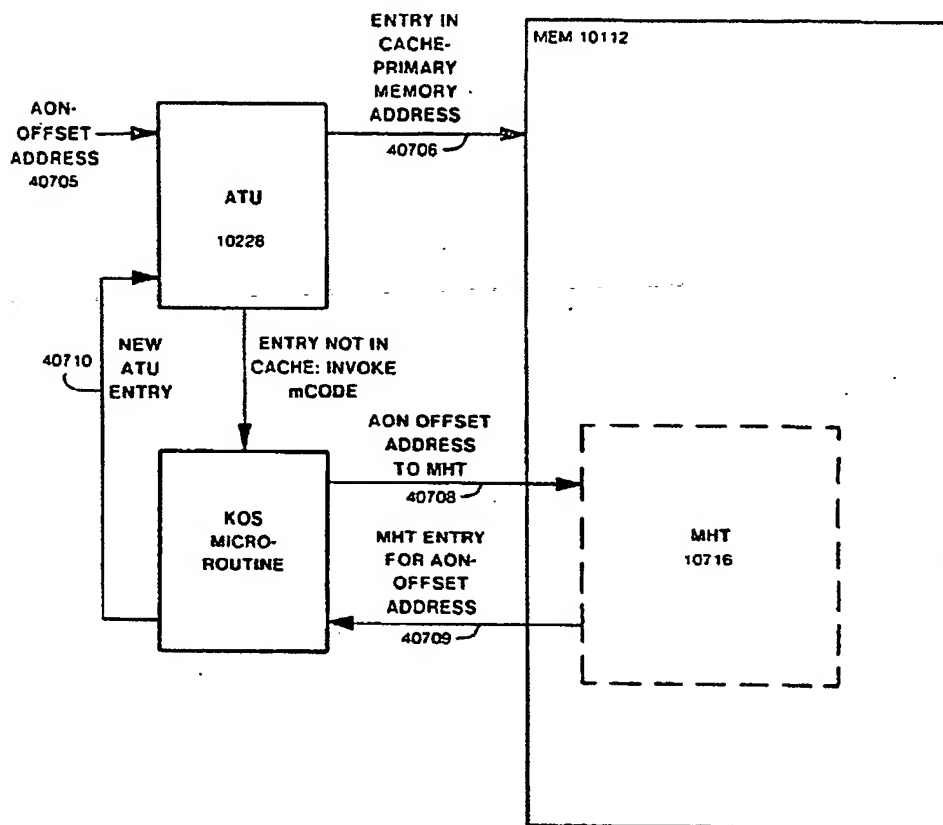 ENTRY IN
CACHE-
PRIMARY
MEMORY
ADDRESS
40706
MEM 10112
AON-
OFFSET
ADDRESS
40705
ATU
10228
40710
NEW
ATU
ENTRY
ENTRY NOT IN
CACHE: INVOKE
mCODE
AON OFFSET
ADDRESS
TO MHT
40708
KOS
MICRO-
ROUTINE
MHT ENTRY
FOR AON-
OFFSET
ADDRESS
40709
MHT
10716